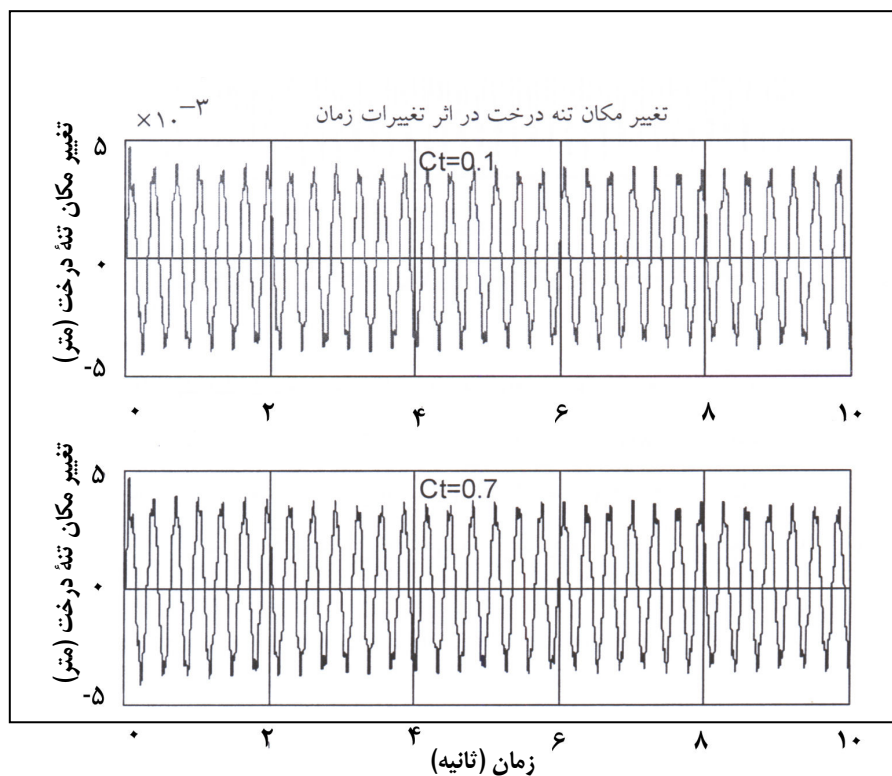 تغییر مکان تنه درخت در اثر تغییرات زمان
×۱۰⁻³
تغییر مکان تنهٔ درخت (متر)
۵
۰
-۵
Ct=0.1
۰ ۲ ۴ ۶ ۸ ۱۰
تغییر مکان تنهٔ درخت (متر)
۵
۰
-۵
Ct=0.7
۰ ۲ ۴ ۶ ۸ ۱۰
زمان (ثانیه)